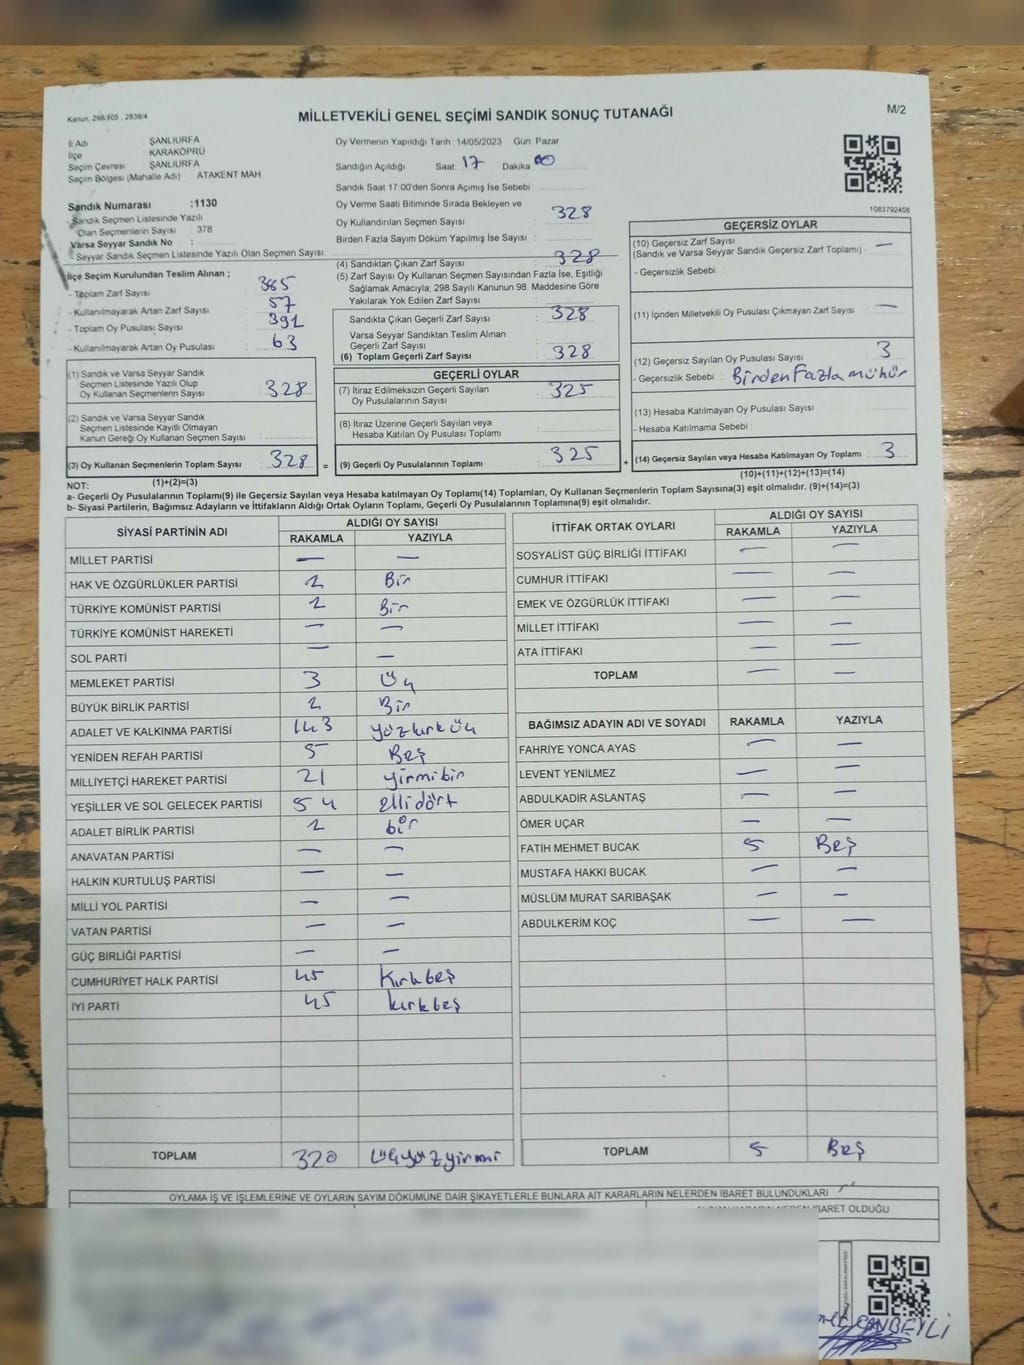 Kanun, 298/105, 2839/4
MİLLETVEKİLİ GENEL SEÇİMİ SANDIK SONUÇ TUTANAĞI
M/2
İl Adı ŞANLIURFA
İlçe KARAKÖPRÜ
Seçim Çevresi ŞANLIURFA
Seçim Bölgesi (Mahalle Adı) : ATAKENT MAH.
Oy Vermenin Yapıldığı Tarih :14/05/2023 Gün: Pazar
Sandığın Açıldığı Saat 17 Dakika 00
Sandık Saat 17.00'den Sonra Açımış İse Sebebi :
Sandık Numarası :1130
- Sandık Seçmen Listesinde Yazılı
Olan Seçmenlerin Sayısı : 378
Varsa Seyyar Sandık No :
- Seyyar Sandık Seçmen Listesinde Yazılı Olan Seçmen Sayısı :
Oy Verme Saati Bitiminde Sırada Bekleyen ve
Oy Kullandırılan Seçmen Sayısı : 328
Birden Fazla Sayım Döküm Yapılmış İse Sayısı :
(4) Sandıktan Çıkan Zarf Sayısı : 328
(5) Zarf Sayısı Oy Kullanan Seçmen Sayısından Fazla İse, Eşitliği
Sağlamak Amacıyla, 298 Sayılı Kanunun 98. Maddesine Göre
Yakılarak Yok Edilen Zarf Sayısı :
1083792408
İlçe Seçim Kurulundan Teslim Alınan ;
- Toplam Zarf Sayısı : 385
- Kullanılmayarak Artan Zarf Sayısı : 57
- Toplam Oy Pusulası Sayısı : 391
- Kullanılmayarak Artan Oy Pusulası : 63
Sandıkta Çıkan Geçerli Zarf Sayısı : 328
Varsa Seyyar Sandıktan Teslim Alınan
Geçerli Zarf Sayısı :
(6) Toplam Geçerli Zarf Sayısı : 328
GEÇERSİZ OYLAR
(10) Geçersiz Zarf Sayısı : —
(Sandık ve Varsa Seyyar Sandık Geçersiz Zarf Toplamı)
- Geçersizlik Sebebi :
(11) İçinden Milletvekili Oy Pusulası Çıkmayan Zarf Sayısı : —
(12) Geçersiz Sayılan Oy Pusulası Sayısı : 3
- Geçersizlik Sebebi : Birden Fazla mühür
(13) Hesaba Katılmayan Oy Pusulası Sayısı :
- Hesaba Katılmama Sebebi :
(14) Geçersiz Sayılan veya Hesaba Katılmayan Oy Toplamı : 3
(10)+(11)+(12)+(13)=(14)
(1) Sandık ve Varsa Seyyar Sandık
Seçmen Listesinde Yazılı Olup
Oy Kullanan Seçmenlerin Sayısı : 328
(2) Sandık ve Varsa Seyyar Sandık
Seçmen Listesinde Kayıtlı Olmayan
Kanun Gereği Oy Kullanan Seçmen Sayısı :
(3) Oy Kullanan Seçmenlerin Toplam Sayısı : 328 =
(1)+(2)=(3)
GEÇERLİ OYLAR
(7) İtiraz Edilmeksizin Geçerli Sayılan
Oy Pusulalarının Sayısı : 325
(8) İtiraz Üzerine Geçerli Sayılan veya
Hesaba Katılan Oy Pusulası Toplamı :
(9) Geçerli Oy Pusulalarının Toplamı : 325 +
NOT:
a- Geçerli Oy Pusulalarının Toplamı(9) ile Geçersiz Sayılan veya Hesaba katılmayan Oy Toplamı(14) Toplamları, Oy Kullanan Seçmenlerin Toplam Sayısına(3) eşit olmalıdır. (9)+(14)=(3)
b- Siyasi Partilerin, Bağımsız Adayların ve İttifakların Aldığı Ortak Oyların Toplamı, Geçerli Oy Pusulalarının Toplamına(9) eşit olmalıdır.
SİYASİ PARTİNİN ADI ALDIĞI OY SAYISI
RAKAMLA YAZIYLA
MİLLET PARTİSİ — —
HAK VE ÖZGÜRLÜKLER PARTİSİ 1 Bir
TÜRKİYE KOMÜNİST PARTİSİ 1 Bir
TÜRKİYE KOMÜNİST HAREKETİ — —
SOL PARTİ — —
MEMLEKET PARTİSİ 3 Üç
BÜYÜK BİRLİK PARTİSİ 1 Bir
ADALET VE KALKINMA PARTİSİ 143 yüzkırküç
YENİDEN REFAH PARTİSİ 5 Beş
MİLLİYETÇİ HAREKET PARTİSİ 21 yirmibir
YEŞİLLER VE SOL GELECEK PARTİSİ 54 ellidört
ADALET BİRLİK PARTİSİ 1 bir
ANAVATAN PARTİSİ — —
HALKIN KURTULUŞ PARTİSİ — —
MİLLİ YOL PARTİSİ — —
VATAN PARTİSİ — —
GÜÇ BİRLİĞİ PARTİSİ — —
CUMHURİYET HALK PARTİSİ 45 Kırkbeş
İYİ PARTİ 45 kırkbeş
TOPLAM 320 Üçyüzyirmi
İTTİFAK ORTAK OYLARI ALDIĞI OY SAYISI
RAKAMLA YAZIYLA
SOSYALİST GÜÇ BİRLİĞİ İTTİFAKI — —
CUMHUR İTTİFAKI — —
EMEK VE ÖZGÜRLÜK İTTİFAKI — —
MİLLET İTTİFAKI — —
ATA İTTİFAKI — —
TOPLAM — —
BAĞIMSIZ ADAYIN ADI VE SOYADI RAKAMLA YAZIYLA
FAHRİYE YONCA AYAS — —
LEVENT YENİLMEZ — —
ABDULKADİR ASLANTAŞ — —
ÖMER UÇAR — —
FATİH MEHMET BUCAK 5 Beş
MUSTAFA HAKKI BUCAK — —
MÜSLÜM MURAT SARIBAŞAK — —
ABDULKERİM KOÇ — —
TOPLAM 5 Beş
OYLAMA İŞ VE İŞLEMLERİNE VE OYLARIN SAYIM DÖKÜMÜNE DAİR ŞİKAYETLERLE BUNLARA AİT KARARLARIN NELERDEN İBARET BULUNDUKLARI
İBARET OLDUĞU
CANBEYLİ